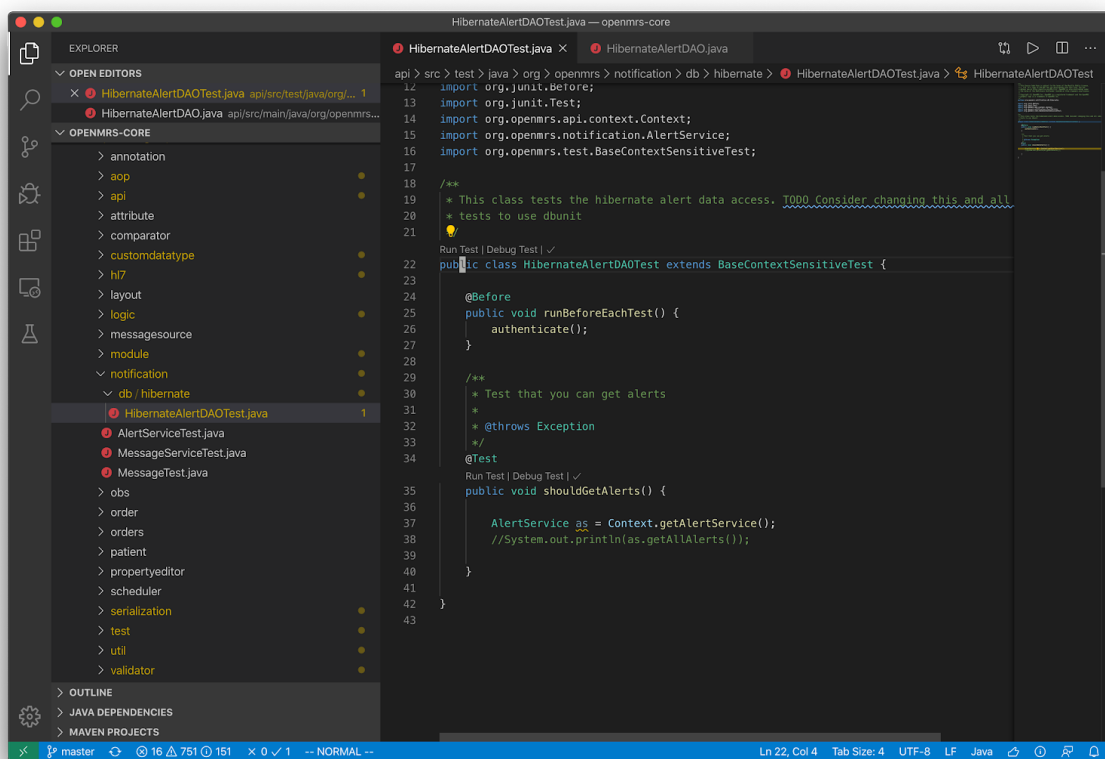 HibernateAlertDAOTest.java — openmrs-core
EXPLORER
OPEN EDITORS
HibernateAlertDAOTest.java api/src/test/java/org/... 1
HibernateAlertDAO.java api/src/main/java/org/openmrs...
OPENMRS-CORE
annotation
aop
api
attribute
comparator
customdatatype
hl7
layout
logic
messagesource
module
notification
db / hibernate
HibernateAlertDAOTest.java 1
AlertServiceTest.java
MessageServiceTest.java
MessageTest.java
obs
order
orders
patient
propertyeditor
scheduler
serialization
test
util
validator
OUTLINE
JAVA DEPENDENCIES
MAVEN PROJECTS
HibernateAlertDAOTest.java HibernateAlertDAO.java
api > src > test > java > org > openmrs > notification > db > hibernate > HibernateAlertDAOTest.java > HibernateAlertDAOTest
12 import org.junit.Before;
13 import org.junit.Test;
14 import org.openmrs.api.context.Context;
15 import org.openmrs.notification.AlertService;
16 import org.openmrs.test.BaseContextSensitiveTest;
17
18 /**
19 * This class tests the hibernate alert data access. TODO Consider changing this and all
20 * tests to use dbunit
21 */
Run Test | Debug Test | ✓
22 public class HibernateAlertDAOTest extends BaseContextSensitiveTest {
23
24 @Before
25 public void runBeforeEachTest() {
26 authenticate();
27 }
28
29 /**
30 * Test that you can get alerts
31 *
32 * @throws Exception
33 */
34 @Test
Run Test | Debug Test | ✓
35 public void shouldGetAlerts() {
36
37 AlertService as = Context.getAlertService();
38 //System.out.println(as.getAllAlerts());
39
40 }
41
42 }
43
master 16 751 151 × 0 ✓ 1 -- NORMAL -- Ln 22, Col 4 Tab Size: 4 UTF-8 LF Java